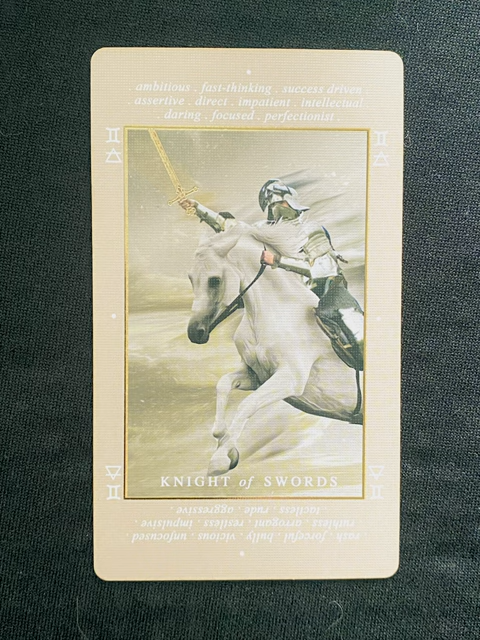 ambitious . fast-thinking . success driven .
. assertive . direct . impatient . intellectual
. daring . focused . perfectionist .
KNIGHT of SWORDS
. rash . forceful . bully . vicious . unfocused
ruthless . arrogant . restless . impulsive .
tactless . rude . aggressive .